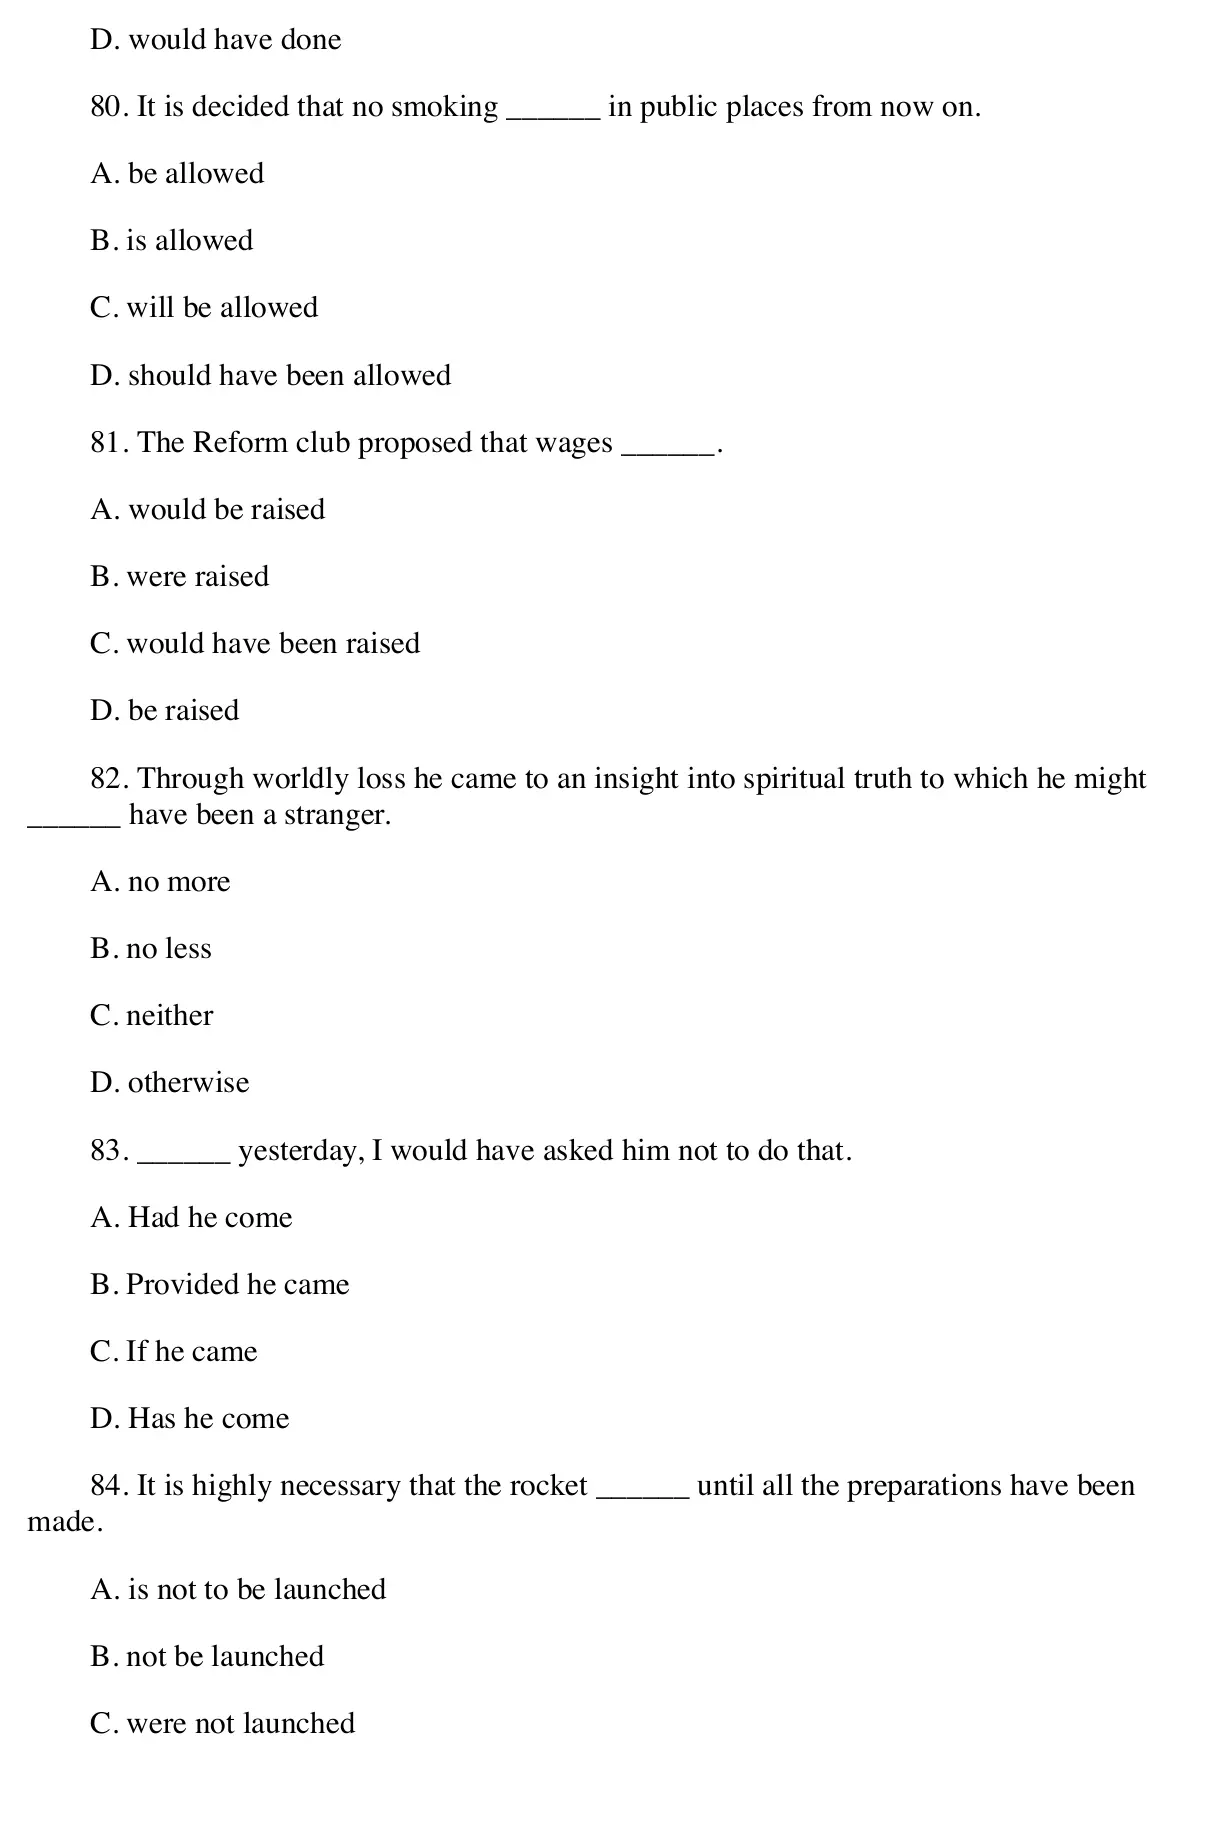 D. would have done
80. It is decided that no smoking ______ in public places from now on.
A. be allowed
B. is allowed
C. will be allowed
D. should have been allowed
81. The Reform club proposed that wages ______.
A. would be raised
B. were raised
C. would have been raised
D. be raised
82. Through worldly loss he came to an insight into spiritual truth to which he might
______ have been a stranger.
A. no more
B. no less
C. neither
D. otherwise
83. ______ yesterday, I would have asked him not to do that.
A. Had he come
B. Provided he came
C. If he came
D. Has he come
84. It is highly necessary that the rocket ______ until all the preparations have been
made.
A. is not to be launched
B. not be launched
C. were not launched